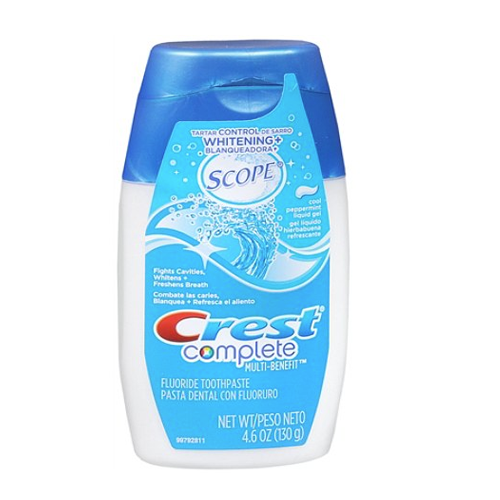 TARTAR CONTROL DE SARRO
WHITENING+
BLANQUEADORA+
SCOPE®
cool
peppermint
liquid gel
gel líquido
hierbabuena
refrescante
Fights Cavities,
Whitens +
Freshens Breath
Combate las caries,
Blanquea + Refresca el aliento
Crest
complete
MULTI-BENEFIT™
FLUORIDE TOOTHPASTE
PASTA DENTAL CON FLUORURO
NET WT/PESO NETO
4.6 OZ (130 g)
99792811